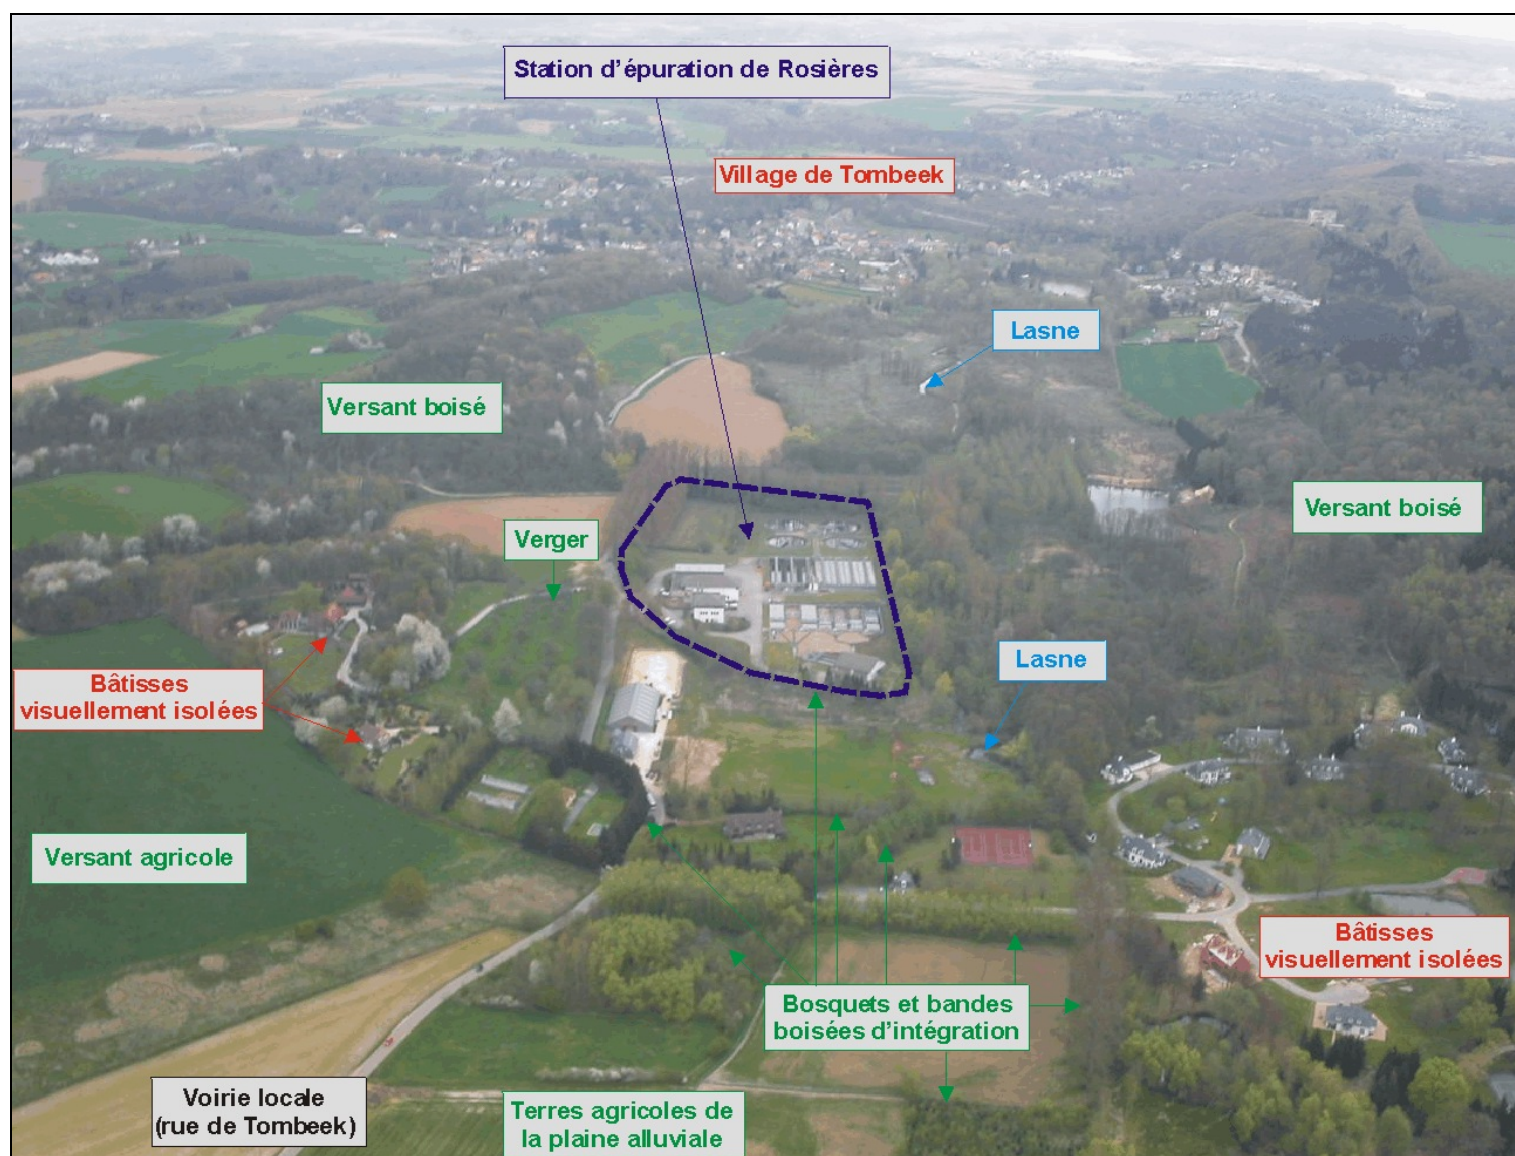 Station d'épuration de Rosières
Village de Tombeek
Lasne
Versant boisé
Versant boisé
Verger
Lasne
Bâtisses
visuellement isolées
Versant agricole
Bâtisses
visuellement isolées
Bosquets et bandes
boisées d'intégration
Voirie locale
(rue de Tombeek)
Terres agricoles de
la plaine alluviale